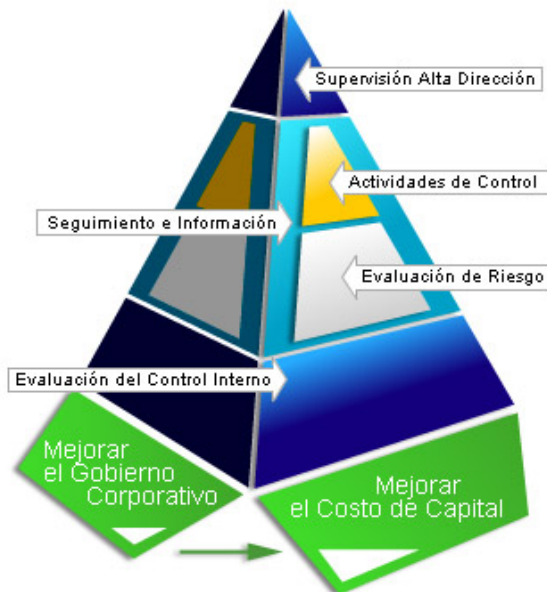 Supervisión Alta Dirección
Actividades de Control
Seguimiento e Información
Evaluación de Riesgo
Evaluación del Control Interno
Mejorar
el Gobierno
Corporativo
Mejorar
el Costo de Capital